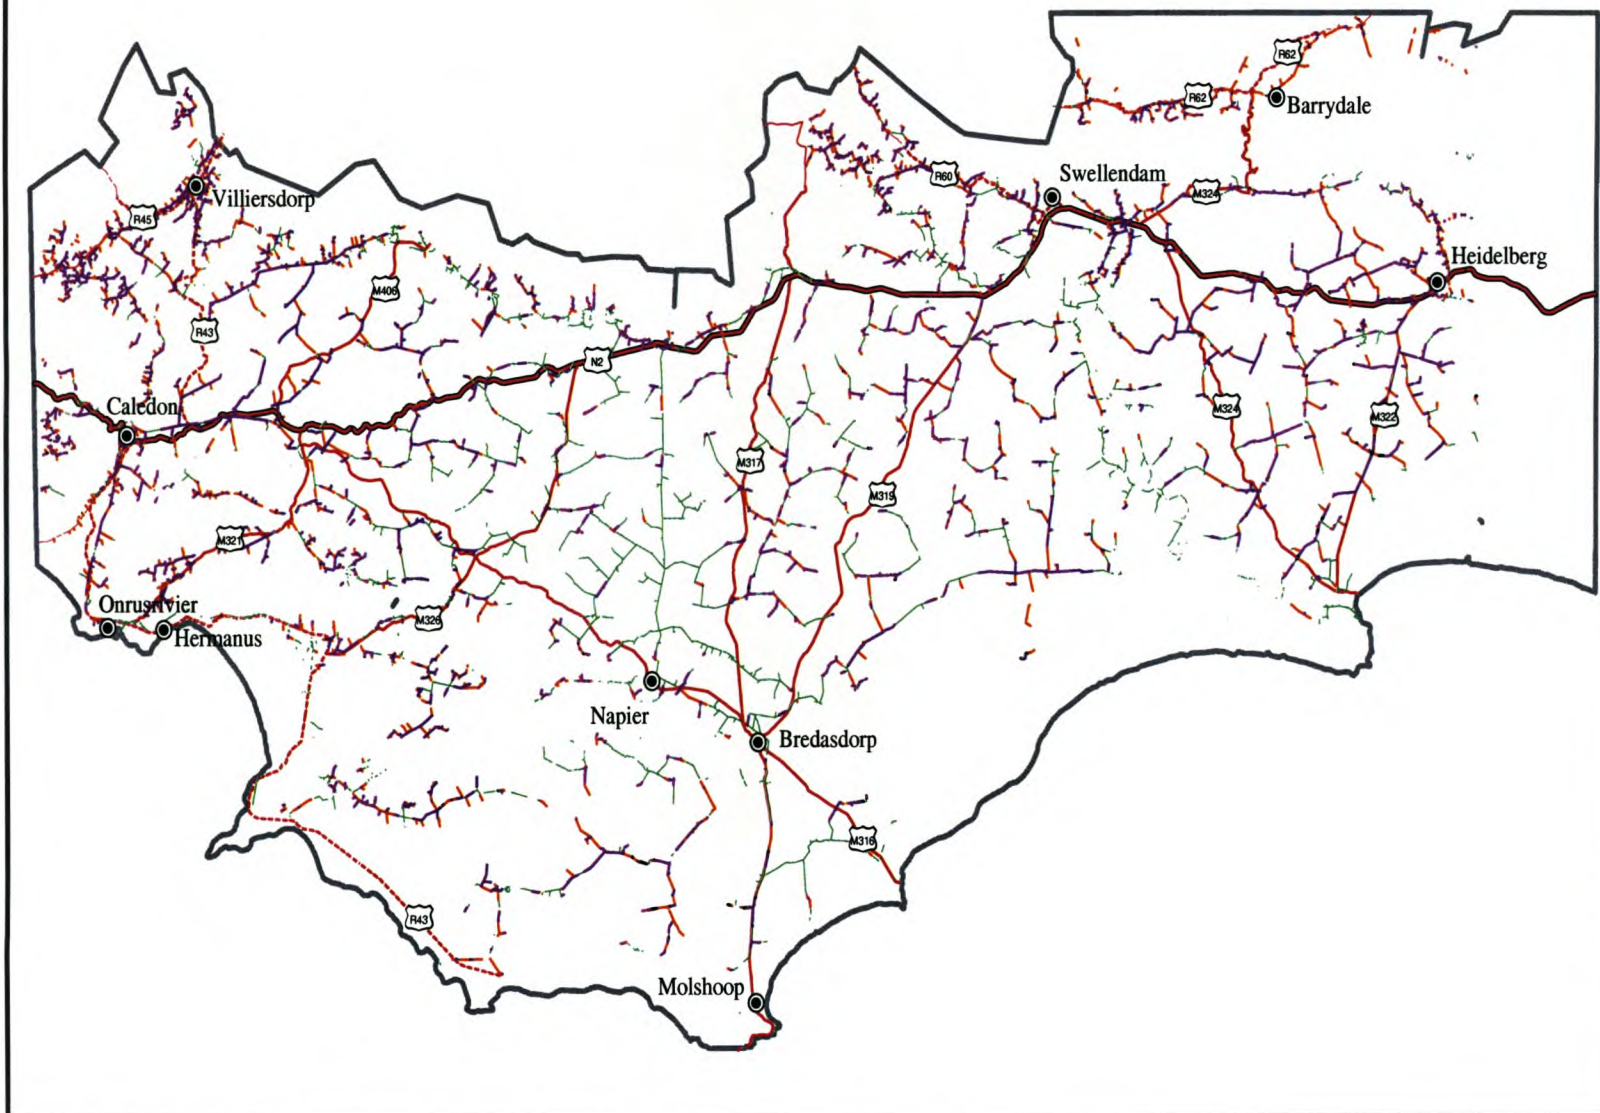 R62
R62
Barrydale
Swellendam
R60
M324
Villiersdorp
R45
Heidelberg
M406
R43
N2
Caledon
M324
M322
M317
M319
M321
Onrusrivier
Hermanus
M326
Napier
Bredasdorp
M316
R43
Molshoop